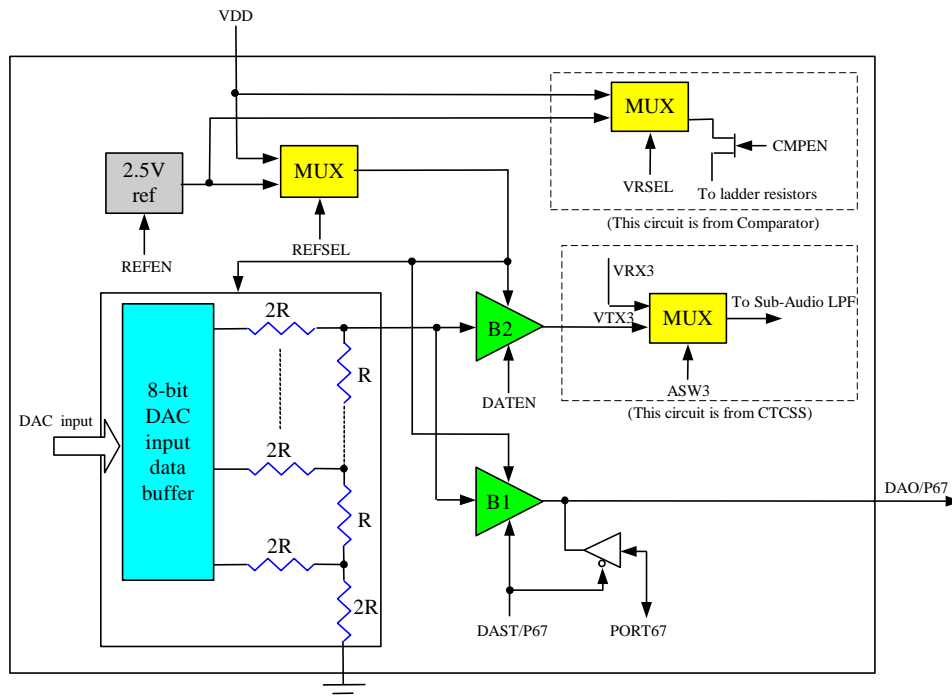 VDD
MUX
CMPEN
VRSEL
To ladder resistors
(This circuit is from Comparator)
2.5V
ref
MUX
REFEN
REFSEL
VRX3
To Sub-Audio LPF
VTX3
MUX
ASW3
(This circuit is from CTCSS)
2R
B2
R
DATEN
8-bit
DAC
input
data
buffer
DAC input
2R
R
2R
2R
B1
DAO/P67
DAST/P67
PORT67